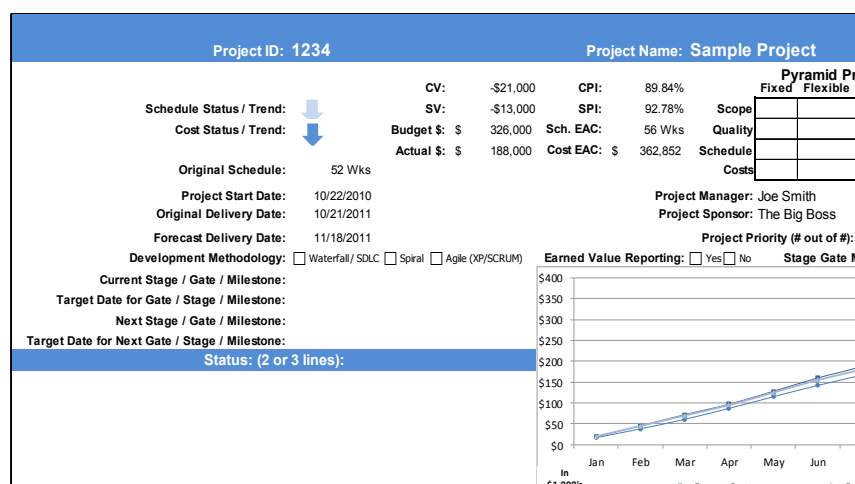 Project ID: 1234 Project Name: Sample Project
Pyramid Pr
CV: -$21,000 CPI: 89.84% Fixed Flexible
Schedule Status / Trend: SV: -$13,000 SPI: 92.78% Scope
Cost Status / Trend: Budget $: $ 326,000 Sch. EAC: 56 Wks Quality
Actual $: $ 188,000 Cost EAC: $ 362,852 Schedule
Original Schedule: 52 Wks Costs
Project Start Date: 10/22/2010 Project Manager: Joe Smith
Original Delivery Date: 10/21/2011 Project Sponsor: The Big Boss
Forecast Delivery Date: 11/18/2011 Project Priority (# out of #):
Development Methodology: Waterfall / SDLC Spiral Agile (XP/SCRUM) Earned Value Reporting: Yes No Stage Gate M
Current Stage / Gate / Milestone:
Target Date for Gate / Stage / Milestone:
Next Stage / Gate / Milestone:
Target Date for Next Gate / Stage / Milestone:
Status: (2 or 3 lines):
$400
$350
$300
$250
$200
$150
$100
$50
$0
Jan Feb Mar Apr May Jun
In